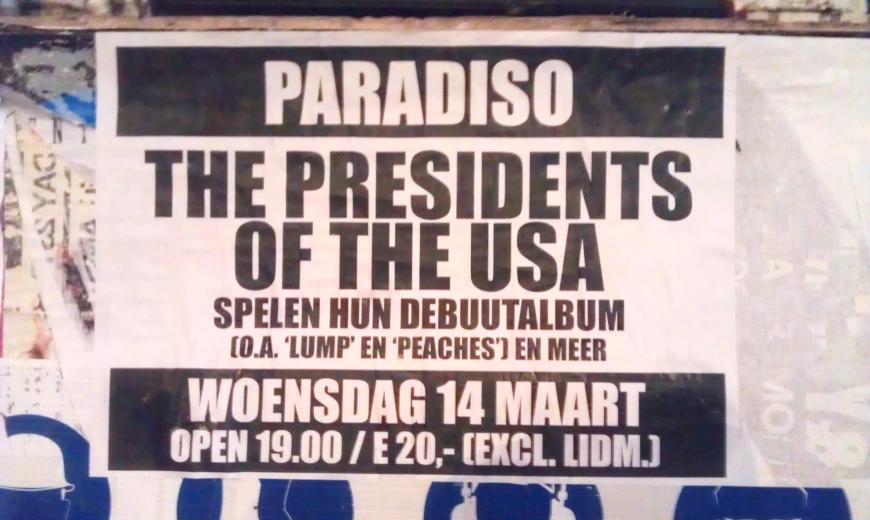 PARADISO
THE PRESIDENTS
OF THE USA
SPELEN HUN DEBUUTALBUM
(O.A. 'LUMP' EN 'PEACHES') EN MEER
WOENSDAG 14 MAART
OPEN 19.00 / E 20,- (EXCL. LIDM.)